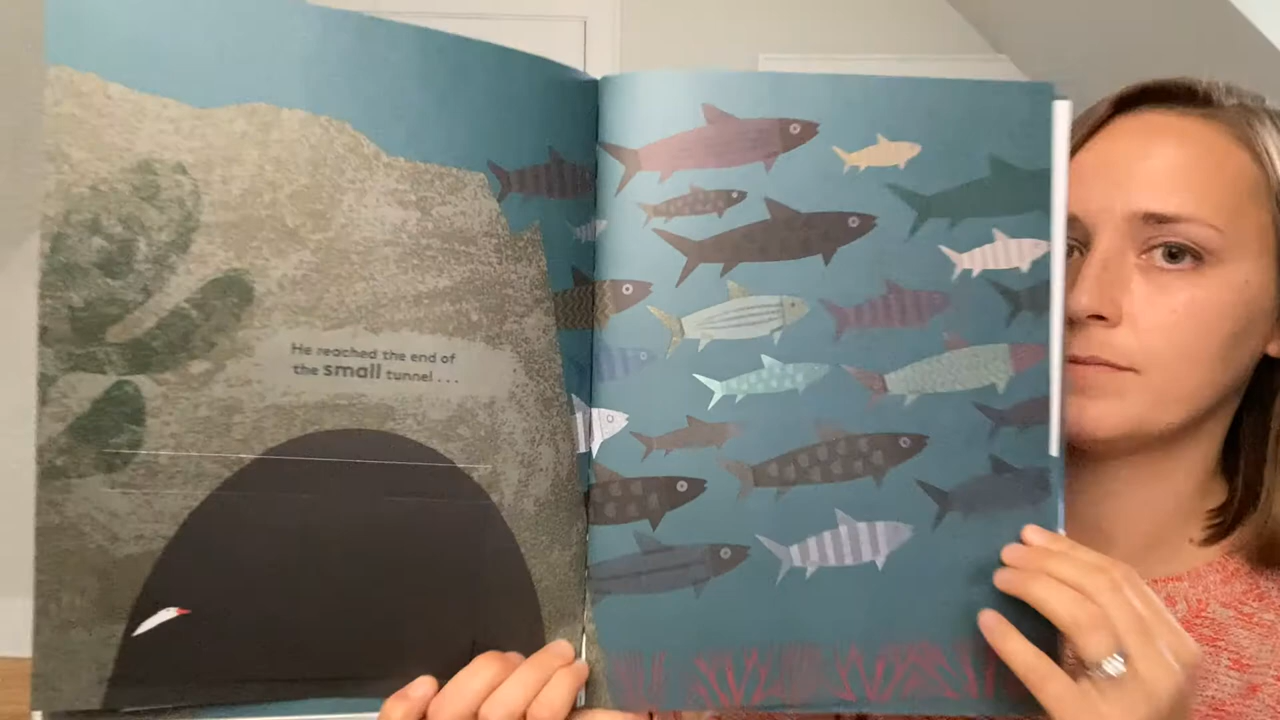 He reached the end of
the small tunnel . . .